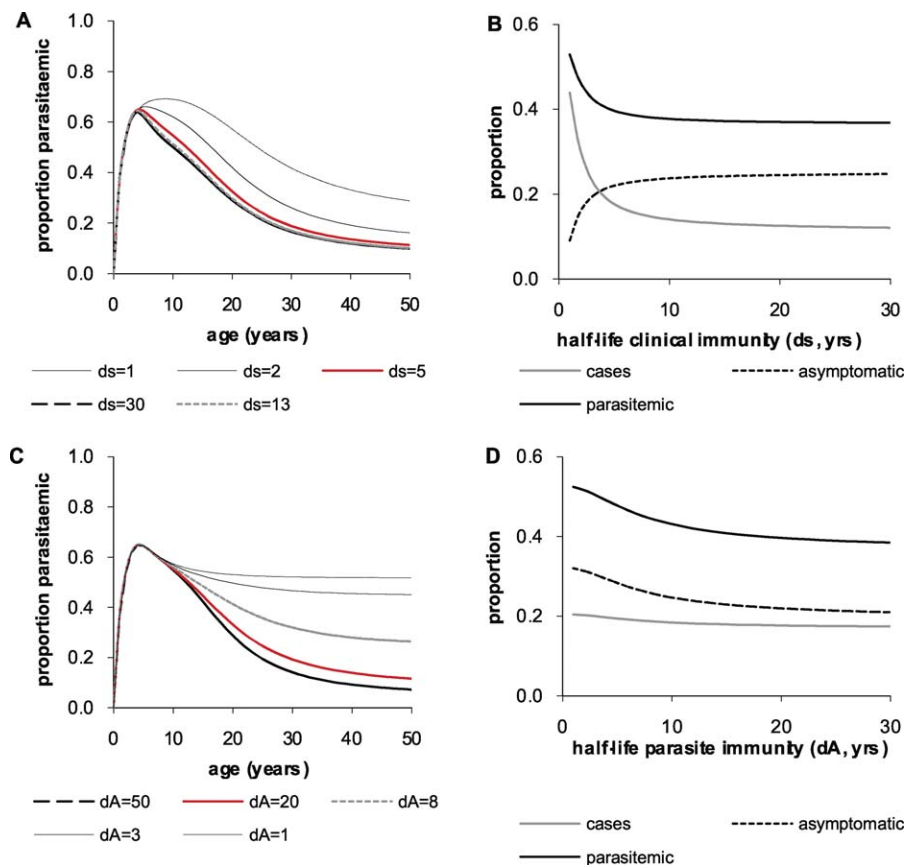 A
proportion parasitaemic
1.0
0.8
0.6
0.4
0.2
0.0
0 10 20 30 40 50
age (years)
ds=1 ds=2 ds=5
ds=30 ds=13
B
proportion
0.6
0.4
0.2
0.0
0 10 20 30
half-life clinical immunity (ds, yrs)
cases asymptomatic
parasitemic
C
proportion parasitaemic
1.0
0.8
0.6
0.4
0.2
0.0
0 10 20 30 40 50
age (years)
dA=50 dA=20 dA=8
dA=3 dA=1
D
proportion
0.6
0.4
0.2
0.0
0 10 20 30
half-life parasite immunity (dA, yrs)
cases asymptomatic
parasitemic